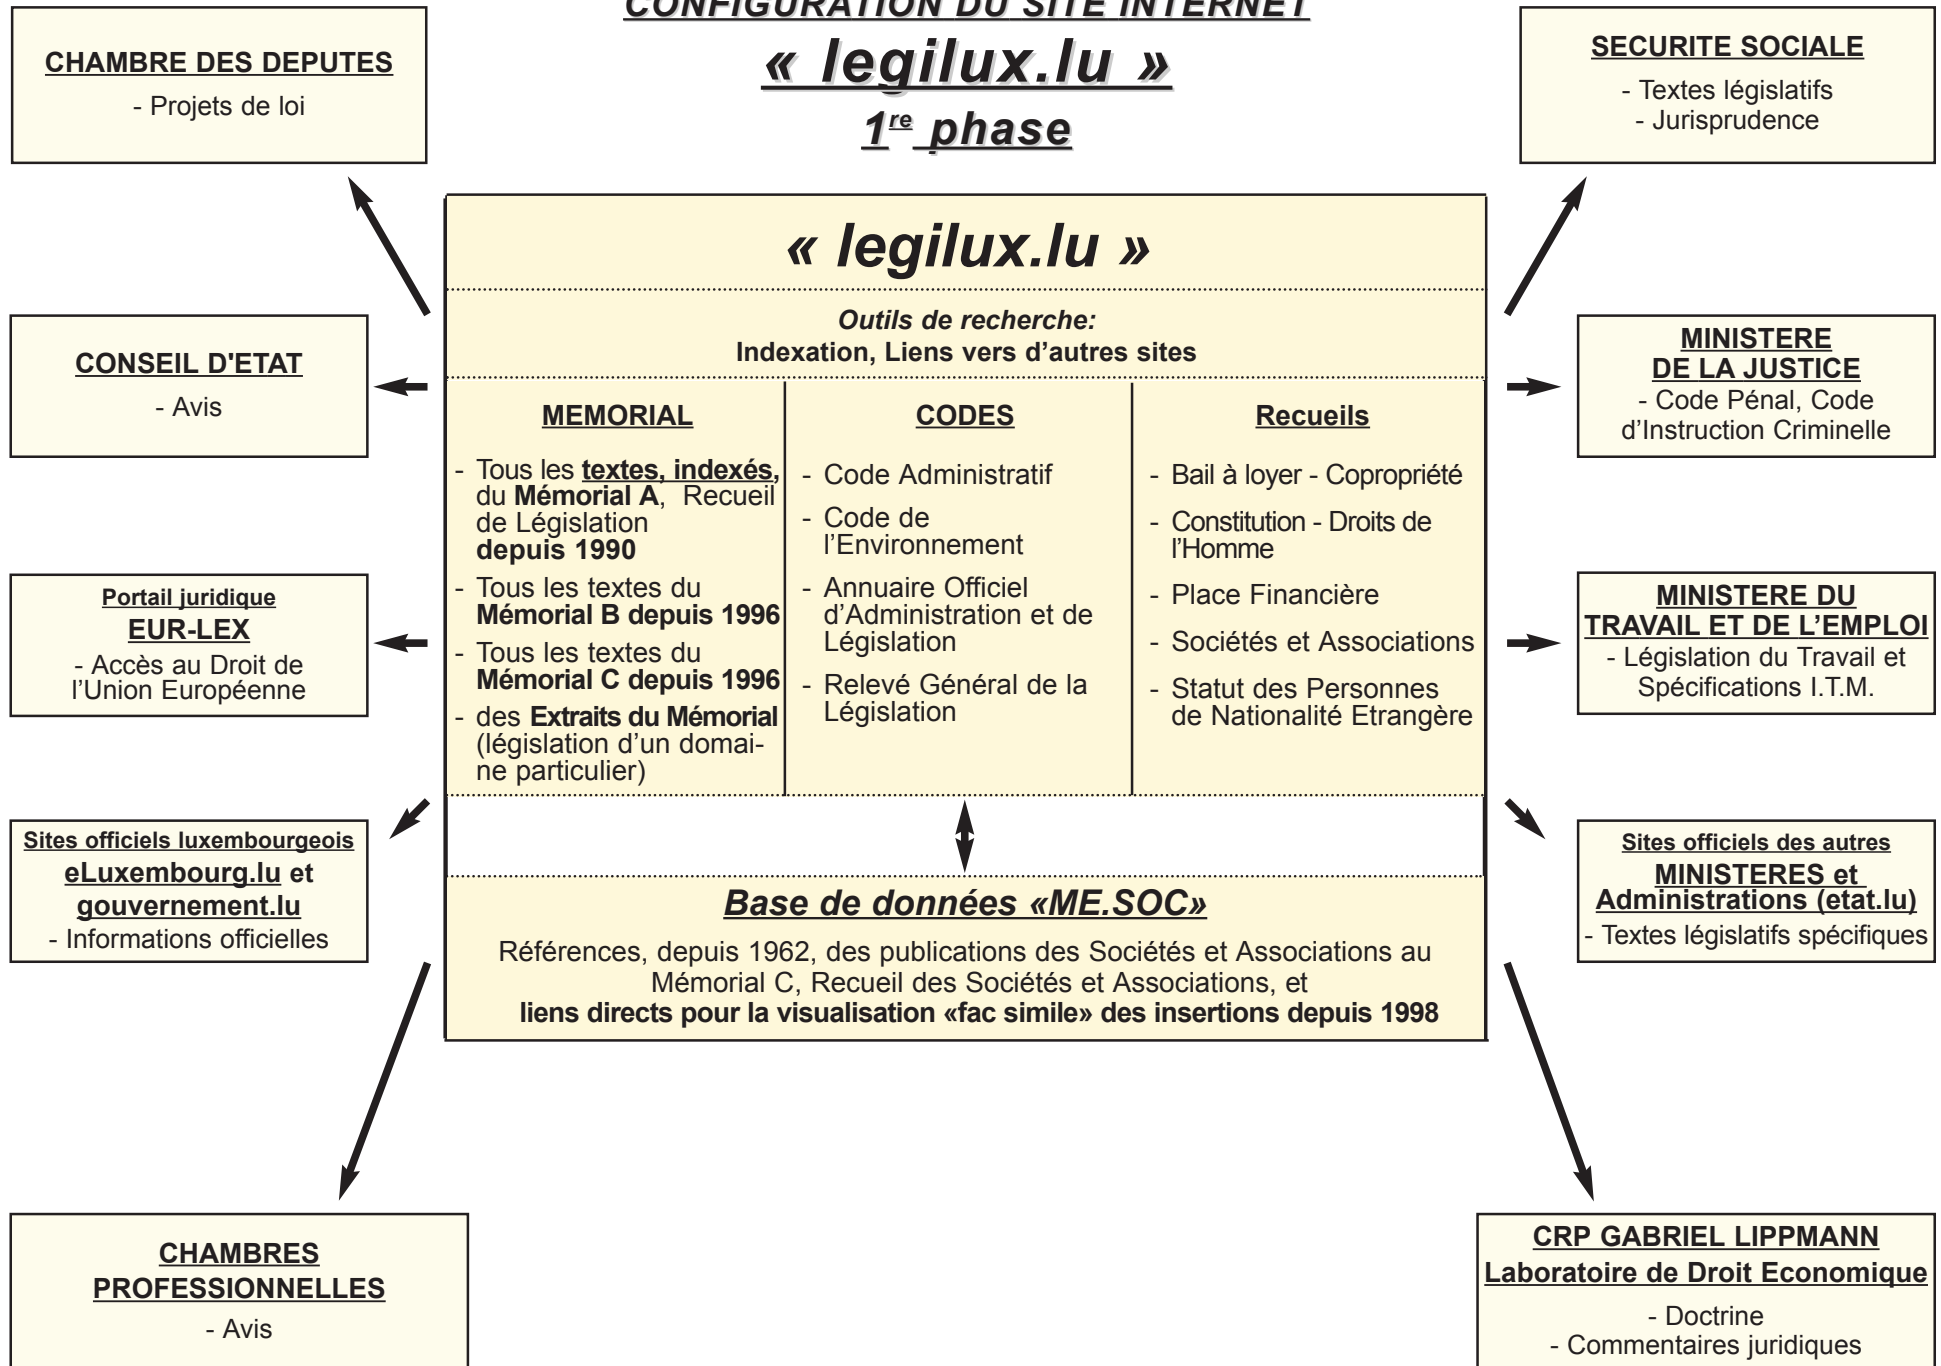 CONFIGURATION DU SITE INTERNET
« legilux.lu »
1re phase
CHAMBRE DES DEPUTES
- Projets de loi
SECURITE SOCIALE
- Textes législatifs
- Jurisprudence
CONSEIL D'ETAT
- Avis
Portail juridique
EUR-LEX
- Accès au Droit de
l'Union Européenne
Sites officiels luxembourgeois
eLuxembourg.lu et
gouvernement.lu
- Informations officielles
CHAMBRES
PROFESSIONNELLES
- Avis
« legilux.lu »
Outils de recherche:
Indexation, Liens vers d’autres sites
MEMORIAL
- Tous les textes, indexés,
du Mémorial A, Recueil
de Législation
depuis 1990
- Tous les textes du
Mémorial B depuis 1996
- Tous les textes du
Mémorial C depuis 1996
- des Extraits du Mémorial
(législation d’un domai-
ne particulier)
CODES
- Code Administratif
- Code de
l’Environnement
- Annuaire Officiel
d’Administration et de
Législation
- Relevé Général de la
Législation
Recueils
- Bail à loyer - Copropriété
- Constitution - Droits de
l’Homme
- Place Financière
- Sociétés et Associations
- Statut des Personnes
de Nationalité Etrangère
Base de données «ME.SOC»
Références, depuis 1962, des publications des Sociétés et Associations au
Mémorial C, Recueil des Sociétés et Associations, et
liens directs pour la visualisation «fac simile» des insertions depuis 1998
MINISTERE
DE LA JUSTICE
- Code Pénal, Code
d’Instruction Criminelle
MINISTERE DU
TRAVAIL ET DE L’EMPLOI
- Législation du Travail et
Spécifications I.T.M.
Sites officiels des autres
MINISTERES et
Administrations (etat.lu)
- Textes législatifs spécifiques
CRP GABRIEL LIPPMANN
Laboratoire de Droit Economique
- Doctrine
- Commentaires juridiques